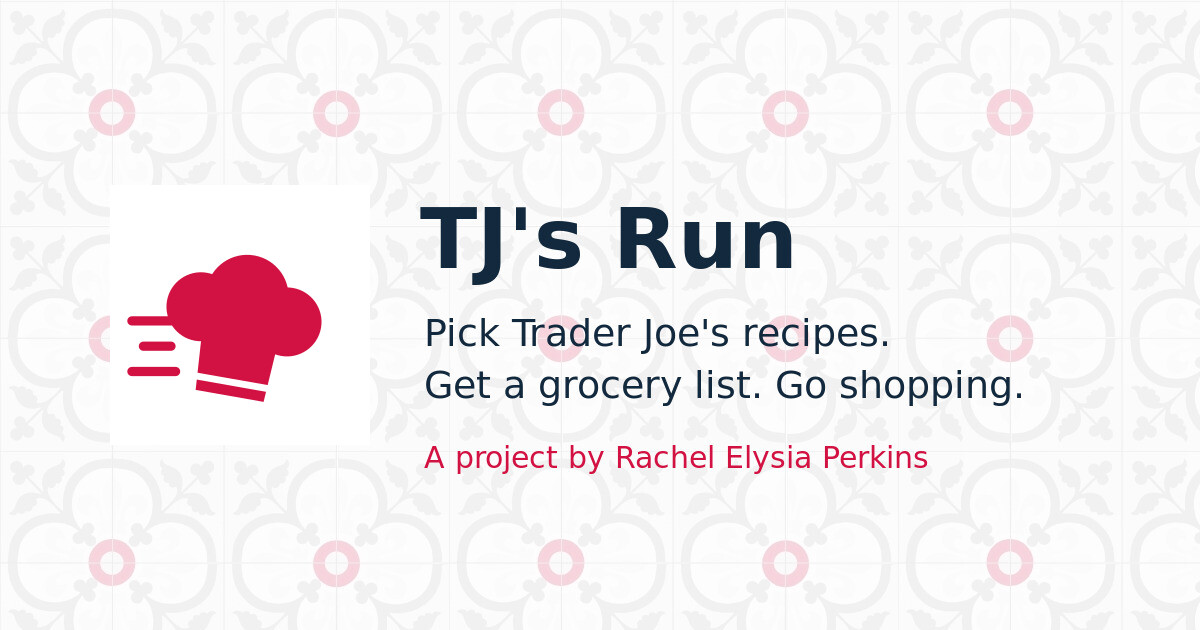 TJ's Run
Pick Trader Joe's recipes.
Get a grocery list. Go shopping.
A project by Rachel Elysia Perkins